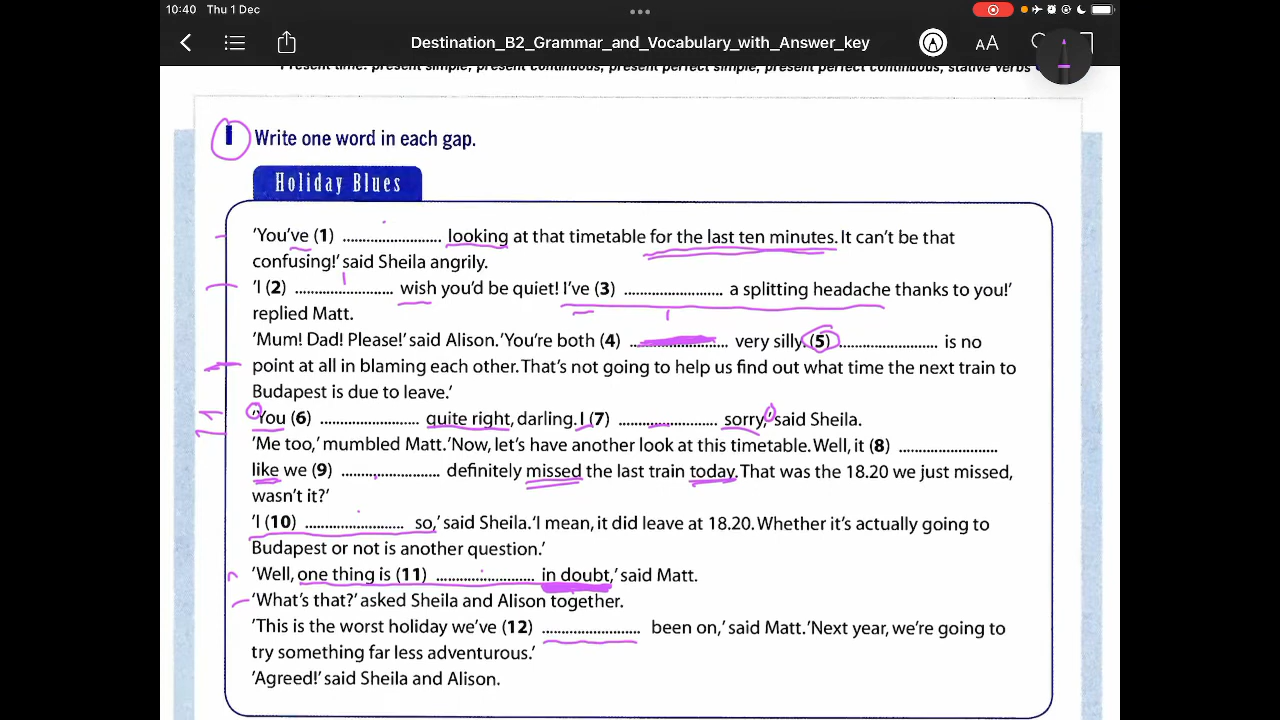 10:40 Thu 1 Dec
Destination_B2_Grammar_and_Vocabulary_with_Answer_key
AA
Present time: present simple, present continuous, present perfect simple, present perfect continuous, stative verbs
I Write one word in each gap.
Holiday Blues
'You've (1) ........................ looking at that timetable for the last ten minutes. It can't be that
confusing!' said Sheila angrily.
'I (2) ........................ wish you'd be quiet! I've (3) ........................ a splitting headache thanks to you!'
replied Matt.
'Mum! Dad! Please!' said Alison. 'You're both (4) ........................ very silly. (5) ........................ is no
point at all in blaming each other. That's not going to help us find out what time the next train to
Budapest is due to leave.'
'You (6) ........................ quite right, darling. I (7) ........................ sorry,' said Sheila.
'Me too,' mumbled Matt. 'Now, let's have another look at this timetable. Well, it (8) ........................
like we (9) ........................ definitely missed the last train today. That was the 18.20 we just missed,
wasn't it?'
'I (10) ........................ so,' said Sheila. 'I mean, it did leave at 18.20. Whether it's actually going to
Budapest or not is another question.'
'Well, one thing is (11) ........................ in doubt,' said Matt.
'What's that?' asked Sheila and Alison together.
'This is the worst holiday we've (12) ........................ been on,' said Matt. 'Next year, we're going to
try something far less adventurous.'
'Agreed!' said Sheila and Alison.